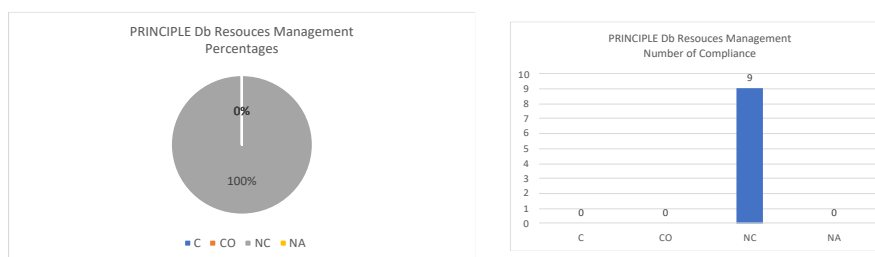 PRINCIPLE Db Resouces Management
Percentages
0%
100%
C CO NC NA
PRINCIPLE Db Resouces Management
Number of Compliance
10
9
8
7
6
5
4
3
2
1
0
9
0
0
0
C CO NC NA